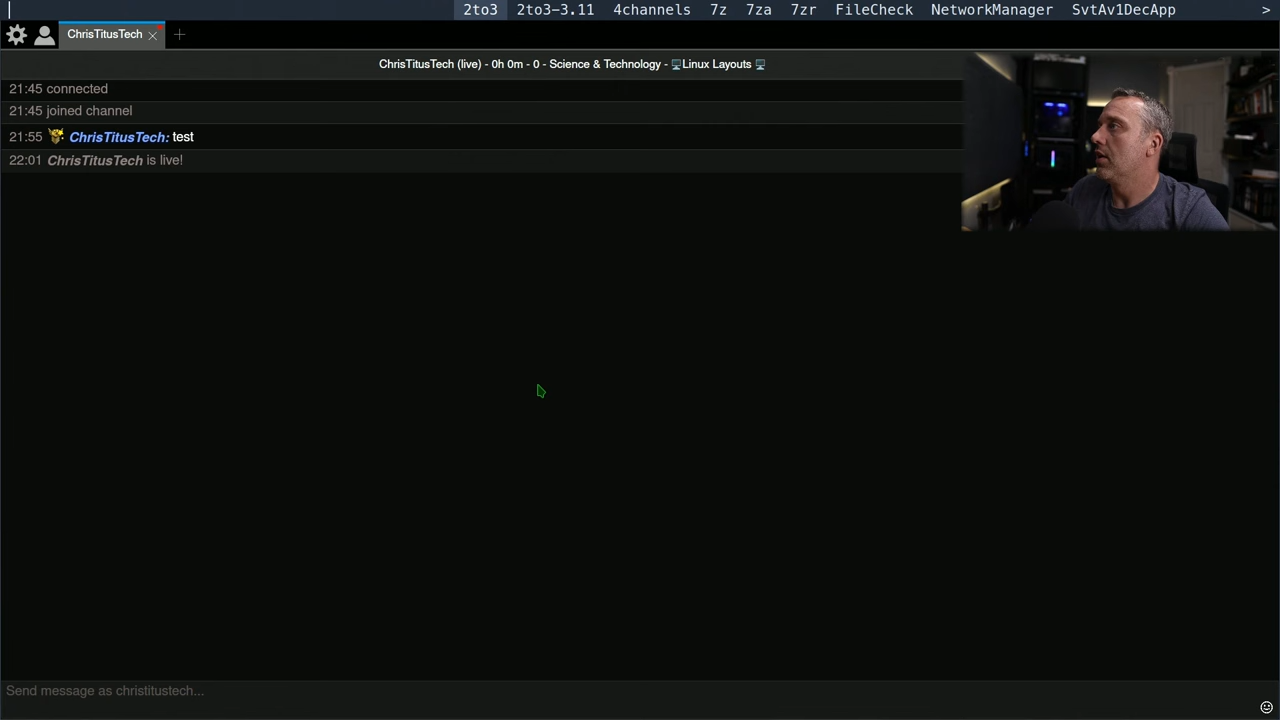 2to3 2to3-3.11 4channels 7z 7za 7zr FileCheck NetworkManager SvtAv1DecApp >
ChrisTitusTech
ChrisTitusTech (live) - 0h 0m - 0 - Science & Technology - 🖥️Linux Layouts 🖥️
21:45 connected
21:45 joined channel
21:55 ChrisTitusTech: test
22:01 ChrisTitusTech is live!
Send message as christitustech...